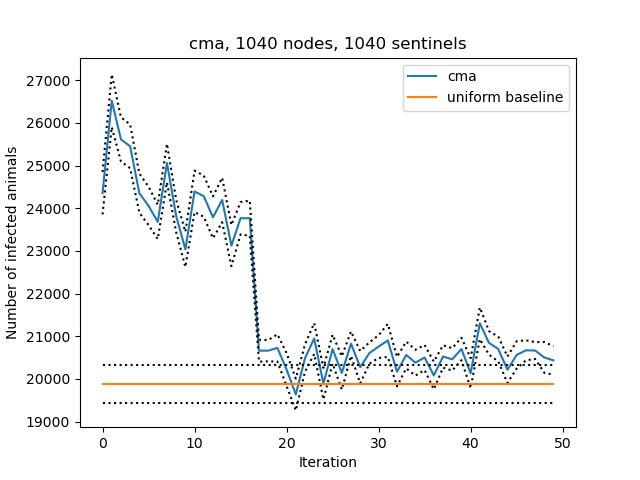 cma, 1040 nodes, 1040 sentinels
cma
uniform baseline
27000
26000
25000
24000
23000
22000
21000
20000
19000
Number of infected animals
0 10 20 30 40 50
Iteration